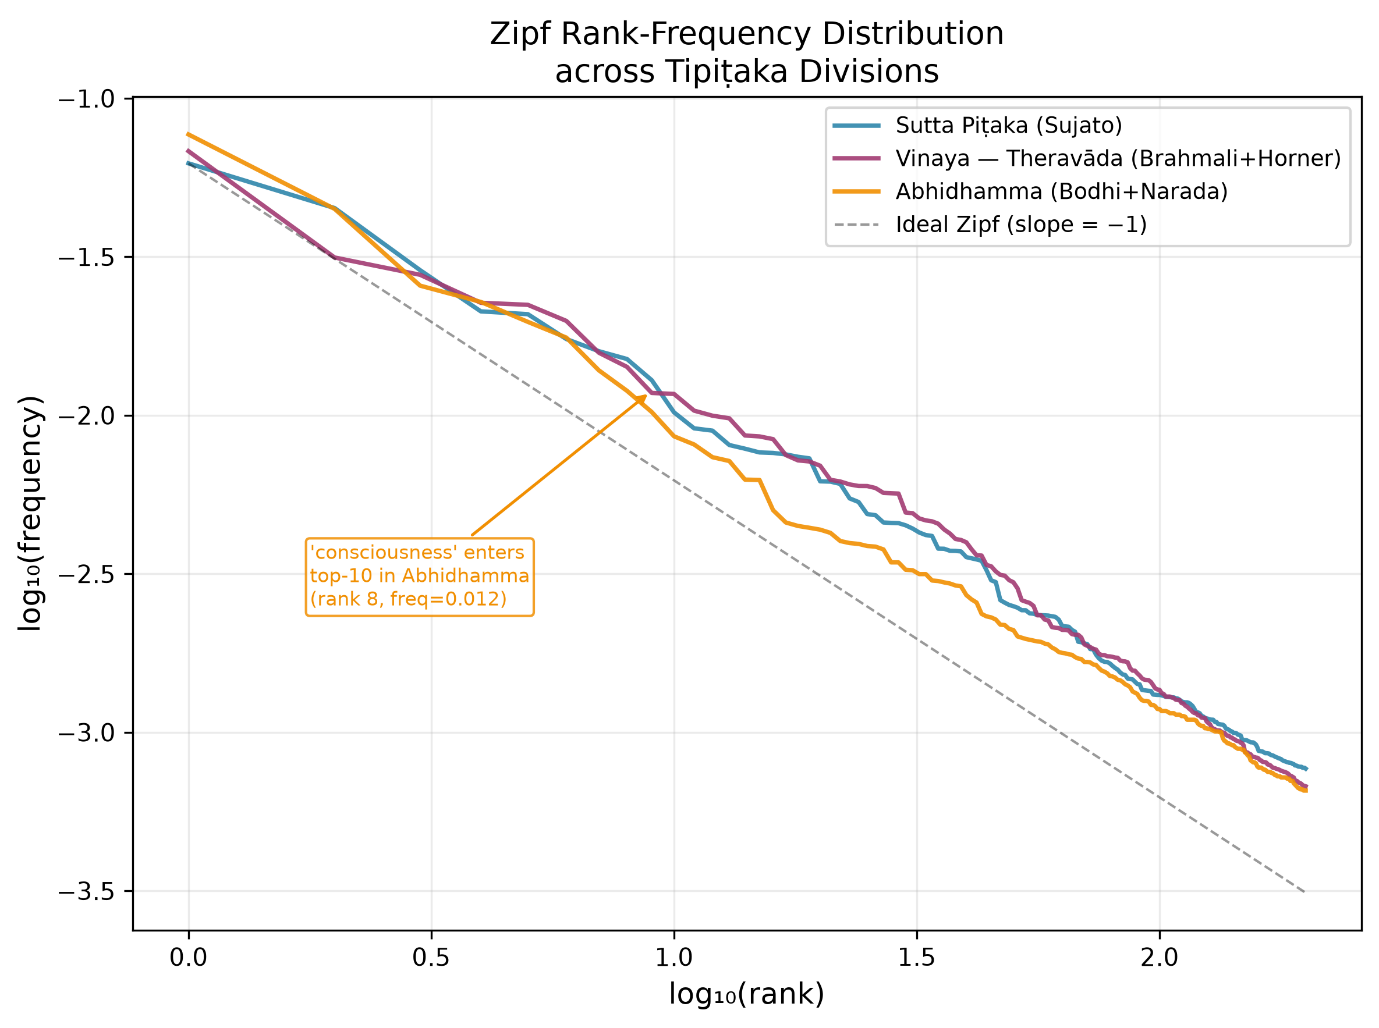 Zipf Rank-Frequency Distribution
across Tipiṭaka Divisions
−1.0
−1.5
−2.0
−2.5
−3.0
−3.5
log₁₀(frequency)
Sutta Piṭaka (Sujato)
Vinaya — Theravāda (Brahmali+Horner)
Abhidhamma (Bodhi+Narada)
Ideal Zipf (slope = −1)
'consciousness' enters
top-10 in Abhidhamma
(rank 8, freq=0.012)
0.0
0.5
1.0
1.5
2.0
log₁₀(rank)